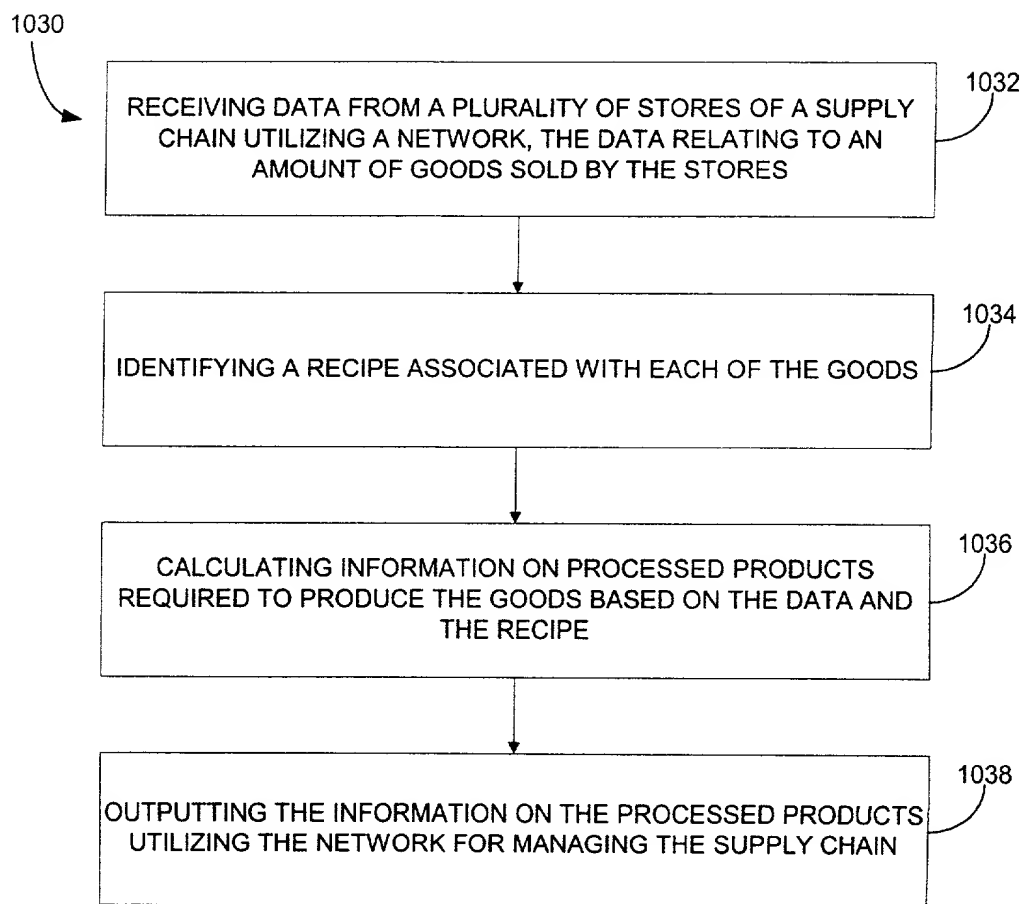 1030
1032
RECEIVING DATA FROM A PLURALITY OF STORES OF A SUPPLY
CHAIN UTILIZING A NETWORK, THE DATA RELATING TO AN
AMOUNT OF GOODS SOLD BY THE STORES
1034
IDENTIFYING A RECIPE ASSOCIATED WITH EACH OF THE GOODS
1036
CALCULATING INFORMATION ON PROCESSED PRODUCTS
REQUIRED TO PRODUCE THE GOODS BASED ON THE DATA AND
THE RECIPE
1038
OUTPUTTING THE INFORMATION ON THE PROCESSED PRODUCTS
UTILIZING THE NETWORK FOR MANAGING THE SUPPLY CHAIN